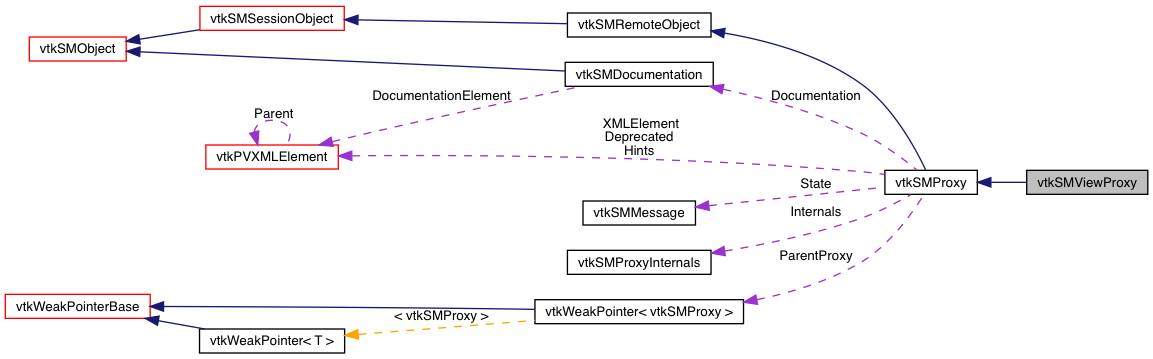 vtkSMSessionObject
vtkSMRemoteObject
vtkSMObject
vtkSMDocumentation
DocumentationElement
Documentation
Parent
XMLElement
Deprecated
Hints
vtkPVXMLElement
vtkSMProxy
vtkSMViewProxy
State
vtkSMMessage
Internals
vtkSMProxyInternals
ParentProxy
vtkWeakPointerBase
vtkWeakPointer< vtkSMProxy >
< vtkSMProxy >
vtkWeakPointer< T >